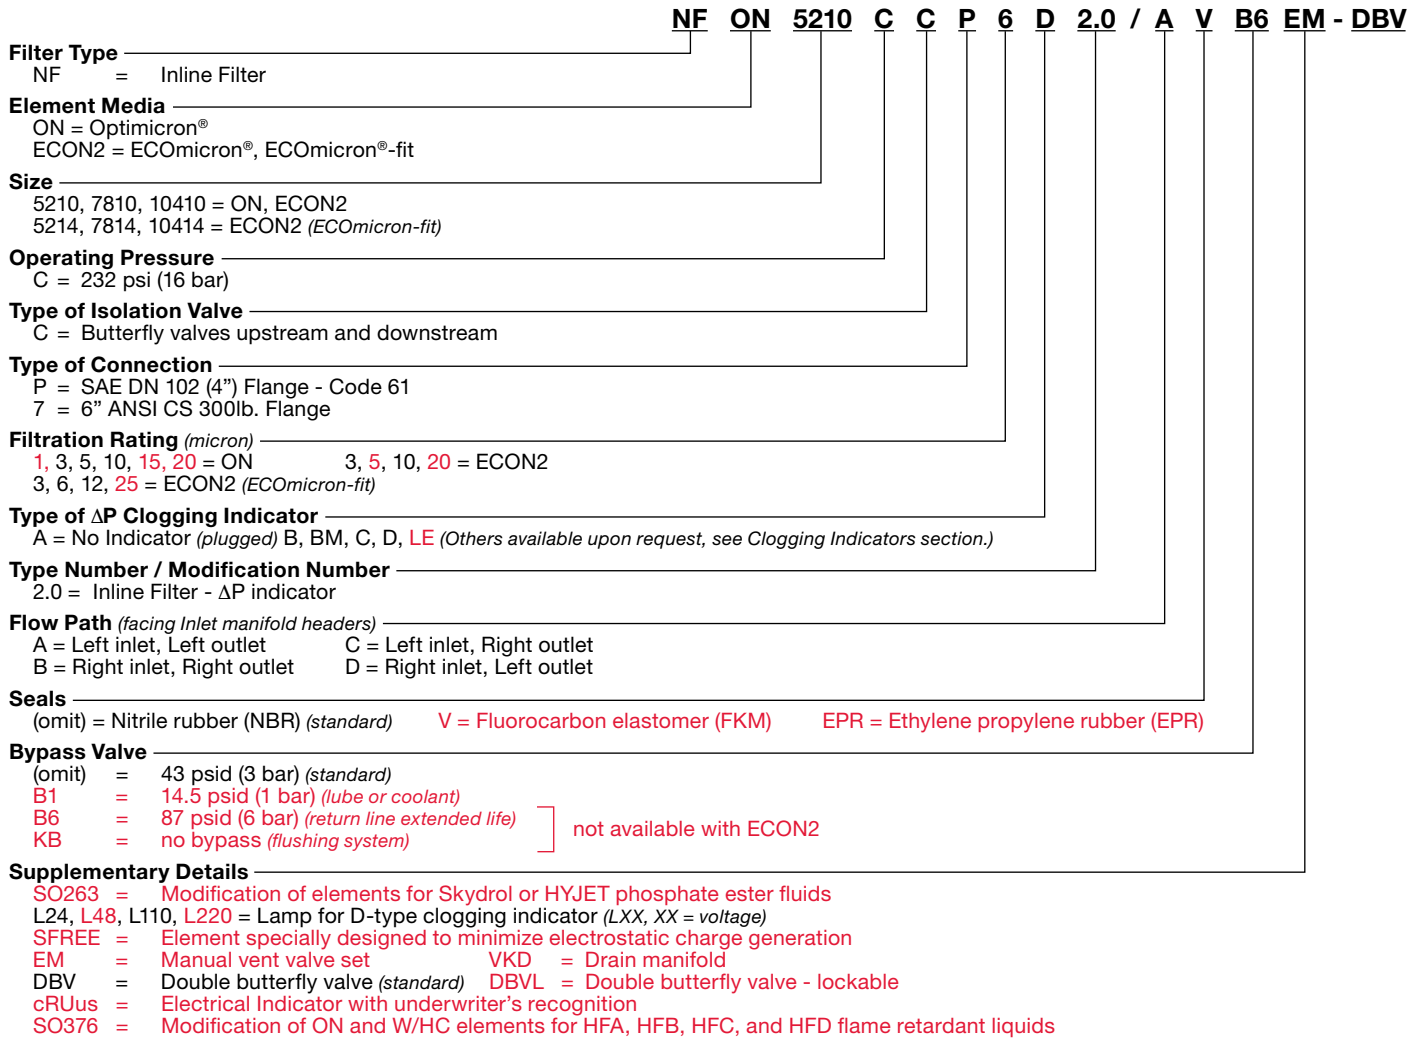 NF ON 5210 C C P 6 D 2.0 / A V B6 EM - DBV
Filter Type
NF = Inline Filter
Element Media
ON = Optimicron®
ECON2 = ECOmicron®, ECOmicron®-fit
Size
5210, 7810, 10410 = ON, ECON2
5214, 7814, 10414 = ECON2 (ECOmicron-fit)
Operating Pressure
C = 232 psi (16 bar)
Type of Isolation Valve
C = Butterfly valves upstream and downstream
Type of Connection
P = SAE DN 102 (4”) Flange - Code 61
7 = 6” ANSI CS 300lb. Flange
Filtration Rating (micron)
1, 3, 5, 10, 15, 20 = ON 3, 5, 10, 20 = ECON2
3, 6, 12, 25 = ECON2 (ECOmicron-fit)
Type of ΔP Clogging Indicator
A = No Indicator (plugged) B, BM, C, D, LE (Others available upon request, see Clogging Indicators section.)
Type Number / Modification Number
2.0 = Inline Filter - ΔP indicator
Flow Path (facing Inlet manifold headers)
A = Left inlet, Left outlet C = Left inlet, Right outlet
B = Right inlet, Right outlet D = Right inlet, Left outlet
Seals
(omit) = Nitrile rubber (NBR) (standard) V = Fluorocarbon elastomer (FKM) EPR = Ethylene propylene rubber (EPR)
Bypass Valve
(omit) = 43 psid (3 bar) (standard)
B1 = 14.5 psid (1 bar) (lube or coolant)
B6 = 87 psid (6 bar) (return line extended life)
KB = no bypass (flushing system)
not available with ECON2
Supplementary Details
SO263 = Modification of elements for Skydrol or HYJET phosphate ester fluids
L24, L48, L110, L220 = Lamp for D-type clogging indicator (LXX, XX = voltage)
SFREE = Element specially designed to minimize electrostatic charge generation
EM = Manual vent valve set VKD = Drain manifold
DBV = Double butterfly valve (standard) DBVL = Double butterfly valve - lockable
cRUus = Electrical Indicator with underwriter’s recognition
SO376 = Modification of ON and W/HC elements for HFA, HFB, HFC, and HFD flame retardant liquids